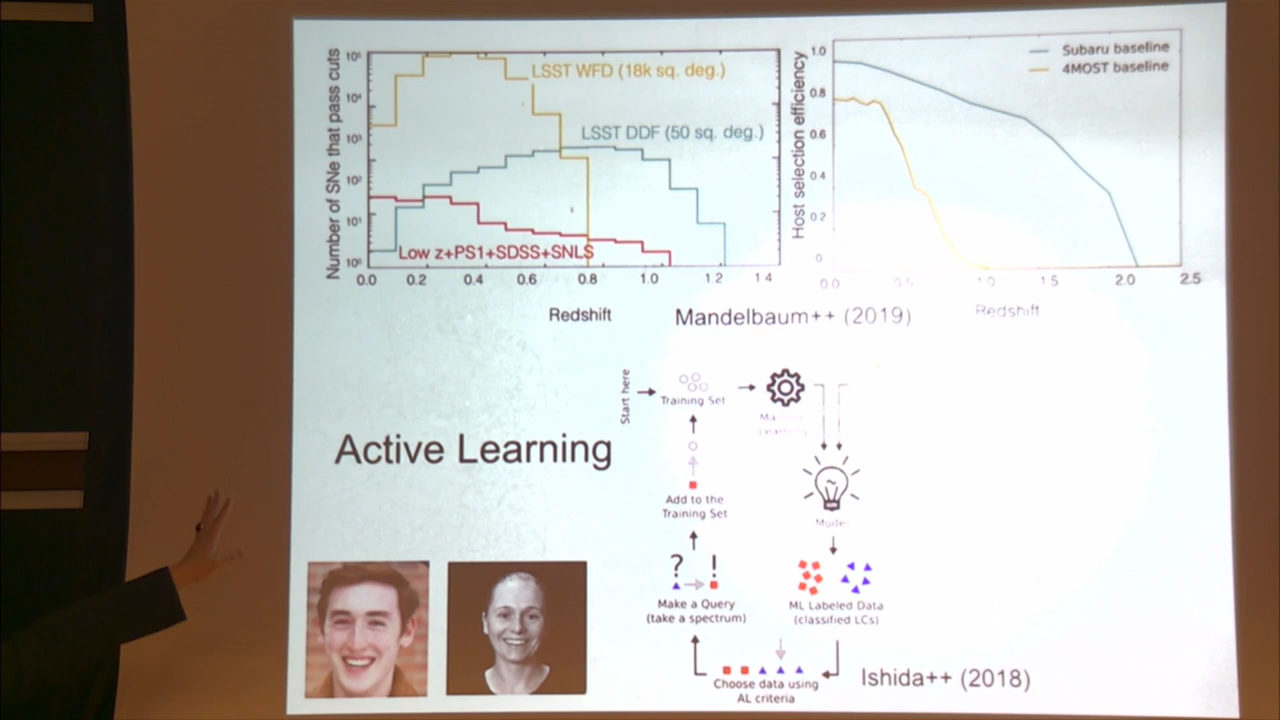 Number of SNe that pass cuts
10⁵
10⁴
10³
10²
10¹
10⁰
LSST WFD (18k sq. deg.)
LSST DDF (50 sq. deg.)
Low z+PS1+SDSS+SNLS
0.0 0.2 0.4 0.6 0.8 1.0 1 2 1 4
Redshift
Host selection efficiency
1.0
0.8
0.6
0.4
0 2
0
Subaru baseline
4MOST baseline
0 0 0 5 1 0 1 5 2.0 2.5
Redshift
Mandelbaum++ (2019)
Active Learning
Start here
Training Set
Learning
Model
ML Labeled Data
(classified LCs)
Choose data using
AL criteria
Make a Query
(take a spectrum)
? !
Add to the
Training Set
Ishida++ (2018)